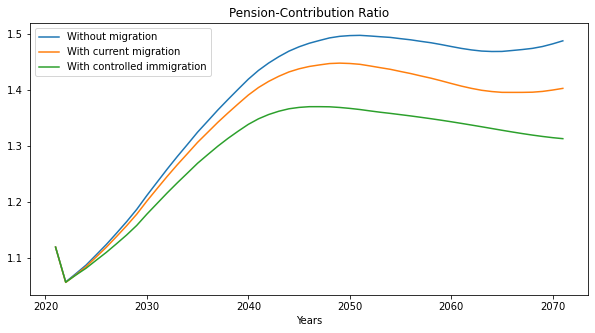 Pension-Contribution Ratio
Without migration
With current migration
With controlled immigration
1.5
1.4
1.3
1.2
1.1
2020 2030 2040 2050 2060 2070
Years